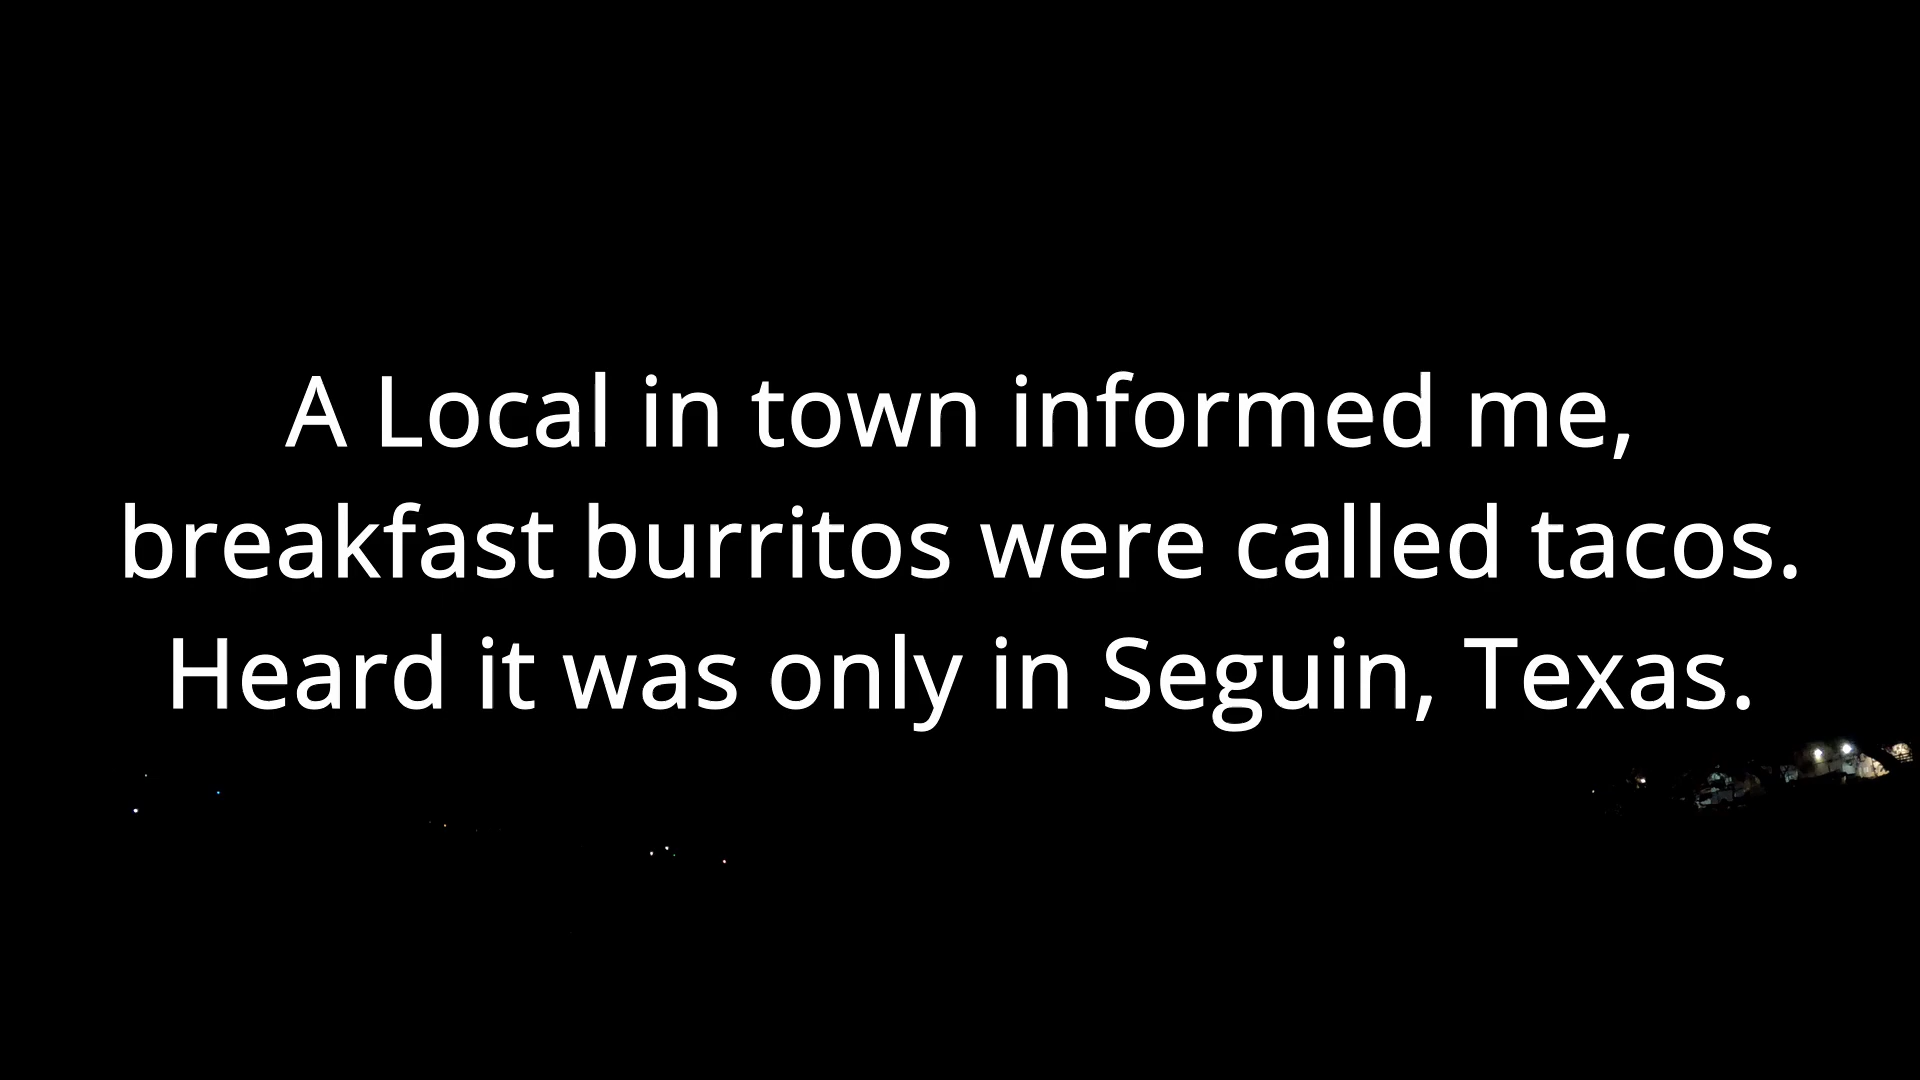 A Local in town informed me,
breakfast burritos were called tacos.
Heard it was only in Seguin, Texas.